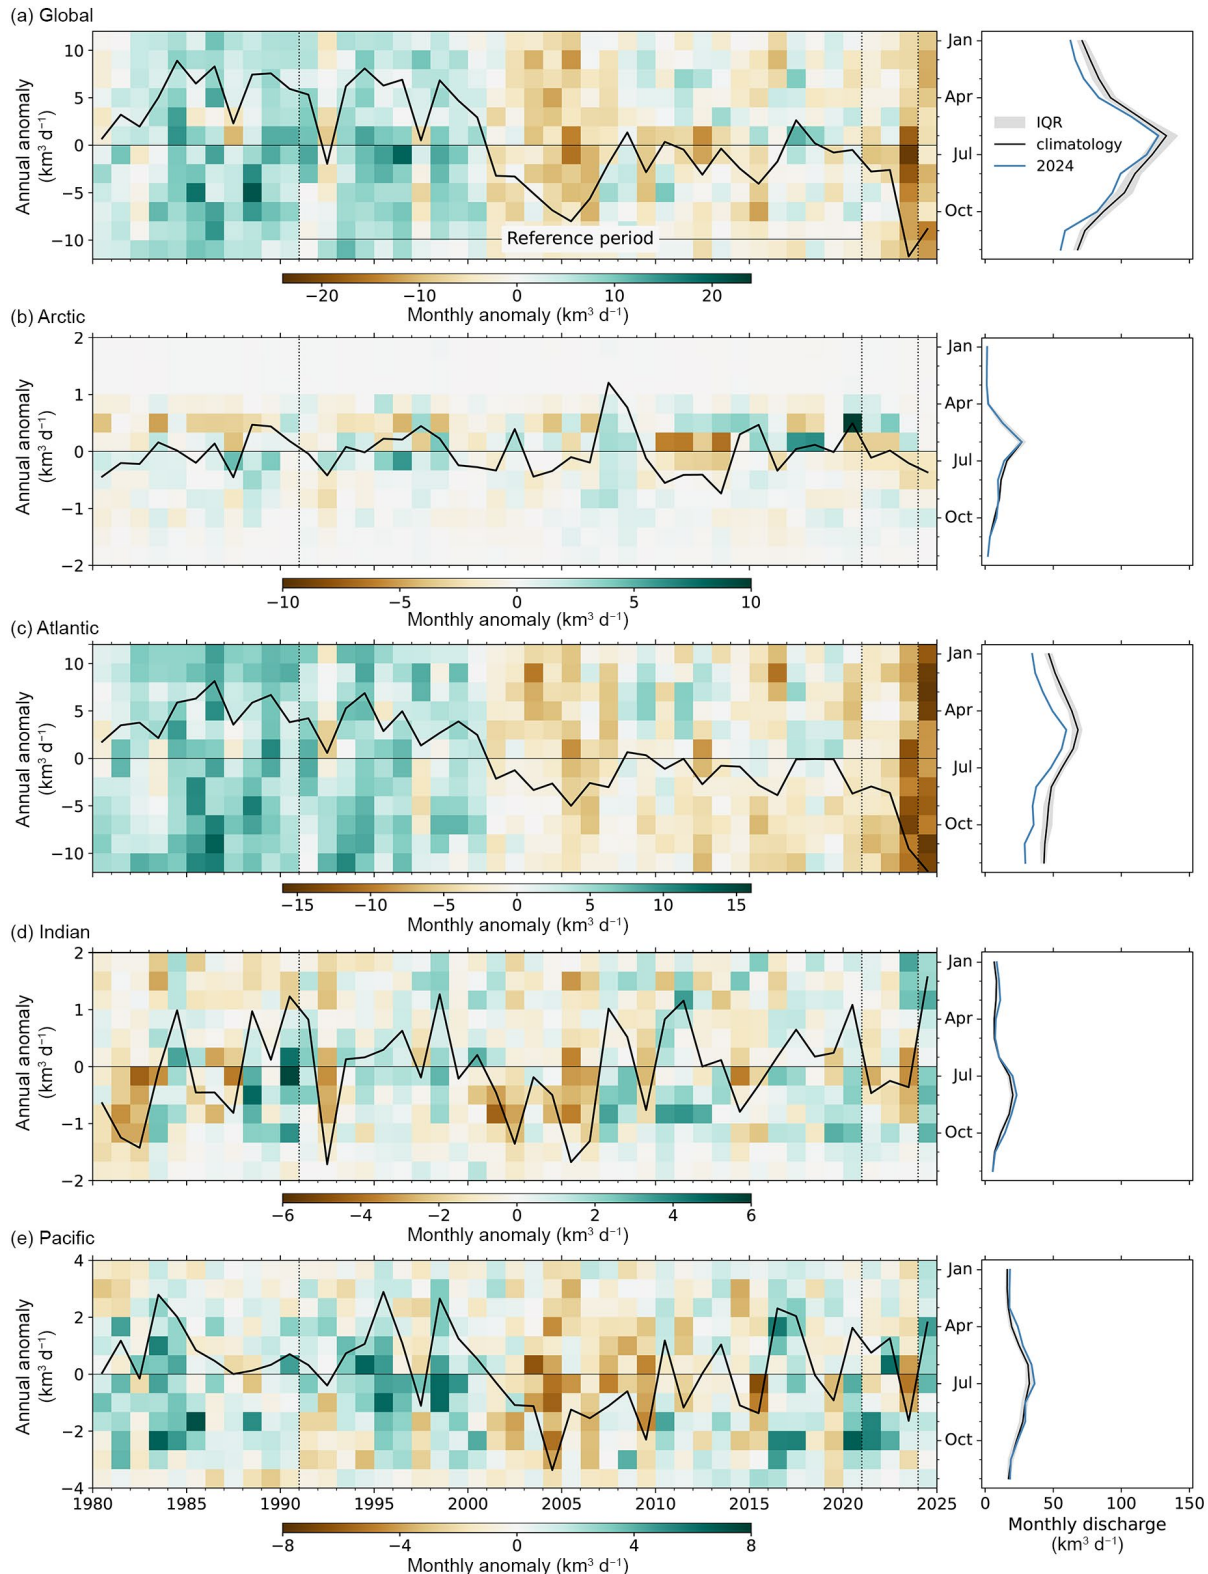 (a) Global
Annual anomaly
(km³ d⁻¹)
10
5
0
−5
−10
Reference period
Jan
Apr
Jul
Oct
IQR
climatology
2024
−20 −10 0 10 20
Monthly anomaly (km³ d⁻¹)
(b) Arctic
Annual anomaly
(km³ d⁻¹)
2
1
0
−1
−2
Jan
Apr
Jul
Oct
−10 −5 0 5 10
Monthly anomaly (km³ d⁻¹)
(c) Atlantic
Annual anomaly
(km³ d⁻¹)
10
5
0
−5
−10
Jan
Apr
Jul
Oct
−15 −10 −5 0 5 10 15
Monthly anomaly (km³ d⁻¹)
(d) Indian
Annual anomaly
(km³ d⁻¹)
2
1
0
−1
−2
Jan
Apr
Jul
Oct
−6 −4 −2 0 2 4 6
Monthly anomaly (km³ d⁻¹)
(e) Pacific
Annual anomaly
(km³ d⁻¹)
4
2
0
−2
−4
Jan
Apr
Jul
Oct
1980 1985 1990 1995 2000 2005 2010 2015 2020 2025
0 50 100 150
Monthly discharge
(km³ d⁻¹)
−8 −4 0 4 8
Monthly anomaly (km³ d⁻¹)